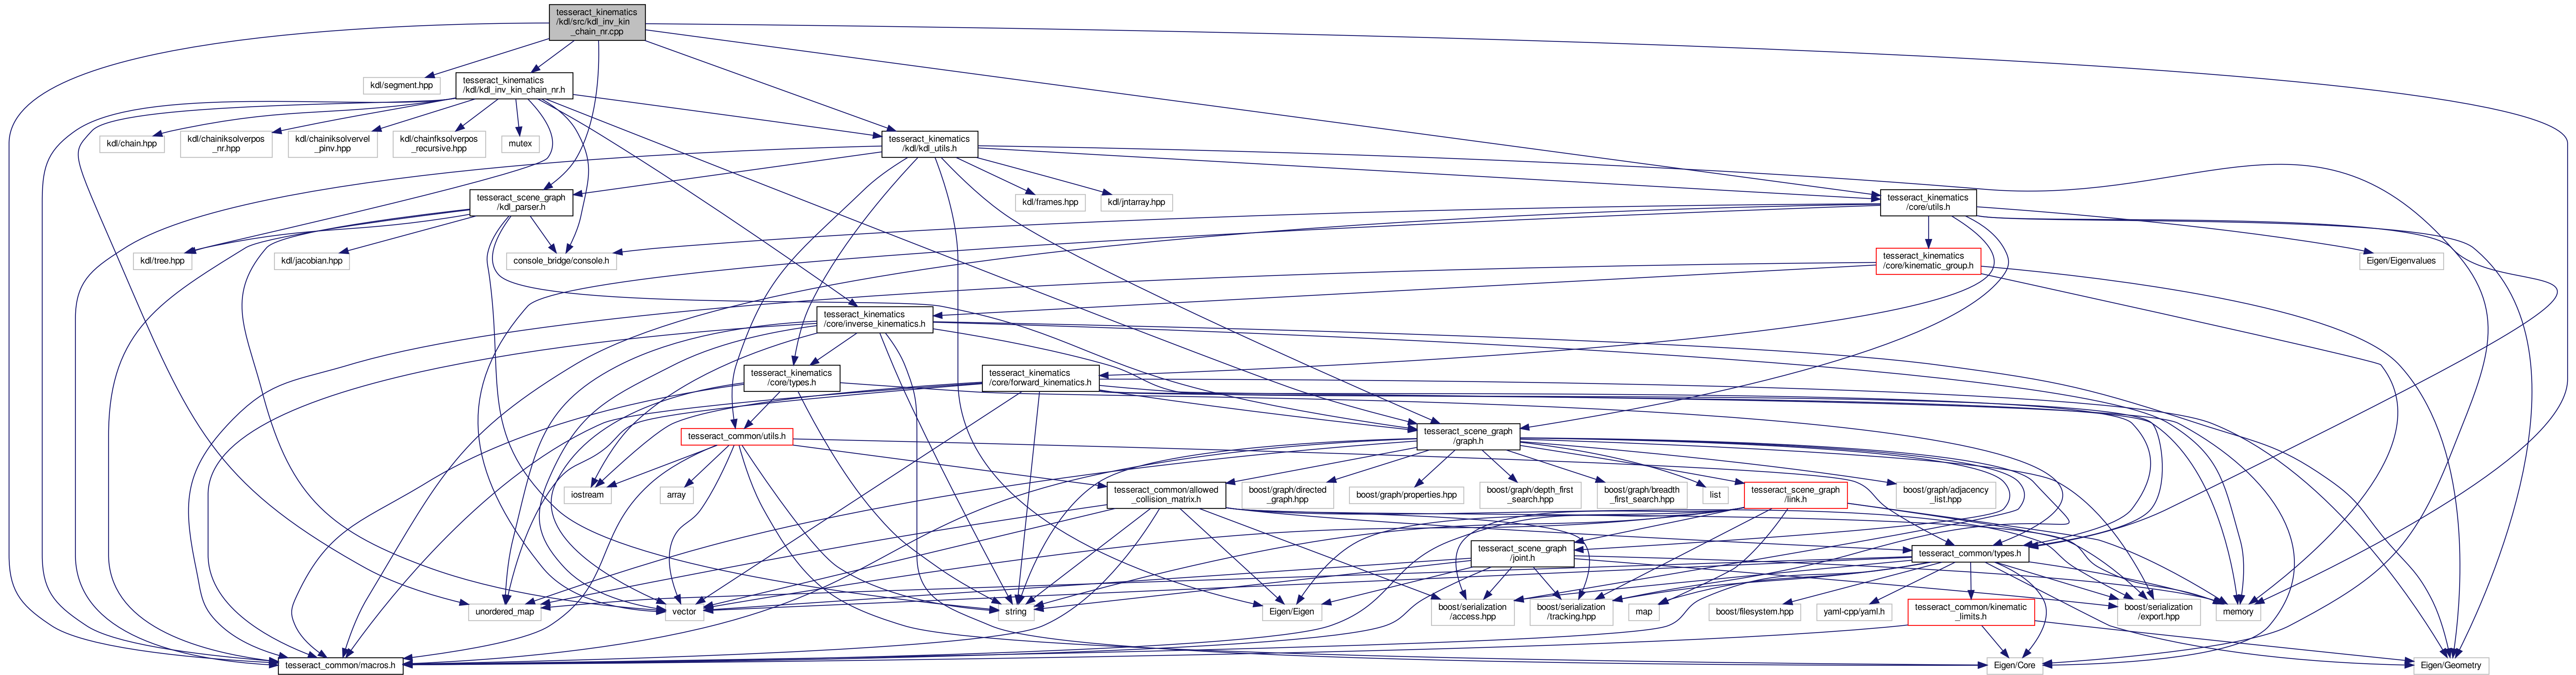 tesseract_kinematics
/kdl/src/kdl_inv_kin
_chain_nr.cpp
kdl/segment.hpp
tesseract_kinematics
/kdl/kdl_inv_kin_chain_nr.h
kdl/chain.hpp
kdl/chainiksolverpos
_nr.hpp
kdl/chainiksolvervel
_pinv.hpp
kdl/chainfksolverpos
_recursive.hpp
mutex
tesseract_kinematics
/kdl/kdl_utils.h
tesseract_scene_graph
/kdl_parser.h
kdl/frames.hpp
kdl/jntarray.hpp
tesseract_kinematics
/core/utils.h
kdl/tree.hpp
kdl/jacobian.hpp
console_bridge/console.h
tesseract_kinematics
/core/kinematic_group.h
Eigen/Eigenvalues
tesseract_kinematics
/core/inverse_kinematics.h
tesseract_kinematics
/core/types.h
tesseract_kinematics
/core/forward_kinematics.h
tesseract_common/utils.h
tesseract_scene_graph
/graph.h
iostream
array
tesseract_common/allowed
_collision_matrix.h
boost/graph/directed
_graph.hpp
boost/graph/properties.hpp
boost/graph/depth_first
_search.hpp
boost/graph/breadth
_first_search.hpp
list
tesseract_scene_graph
/link.h
boost/graph/adjacency
_list.hpp
tesseract_scene_graph
/joint.h
tesseract_common/types.h
unordered_map
vector
string
Eigen/Eigen
boost/serialization
/access.hpp
boost/serialization
/tracking.hpp
map
boost/filesystem.hpp
yaml-cpp/yaml.h
tesseract_common/kinematic
_limits.h
boost/serialization
/export.hpp
memory
tesseract_common/macros.h
Eigen/Core
Eigen/Geometry